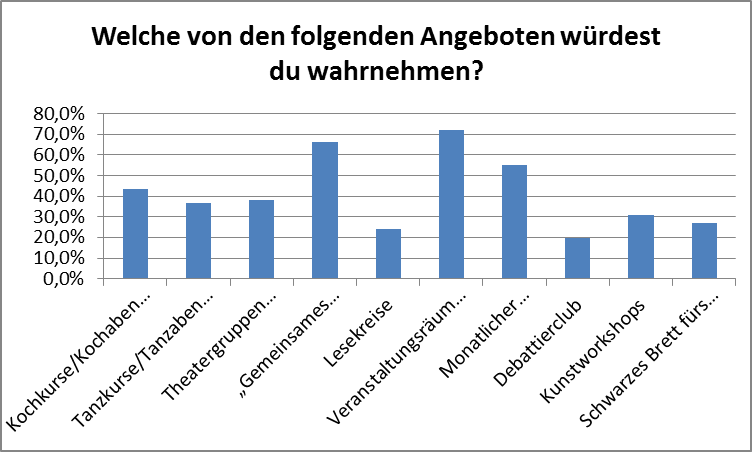 Welche von den folgenden Angeboten würdest
du wahrnehmen?
80,0%
70,0%
60,0%
50,0%
40,0%
30,0%
20,0%
10,0%
0,0%
Kochkurse/Kochaben...
Tanzkurse/Tanzaben...
Theatergruppen...
„Gemeinsames...
Lesekreise
Veranstaltungsräum...
Monatlicher...
Debattierclub
Kunstworkshops
Schwarzes Brett fürs...